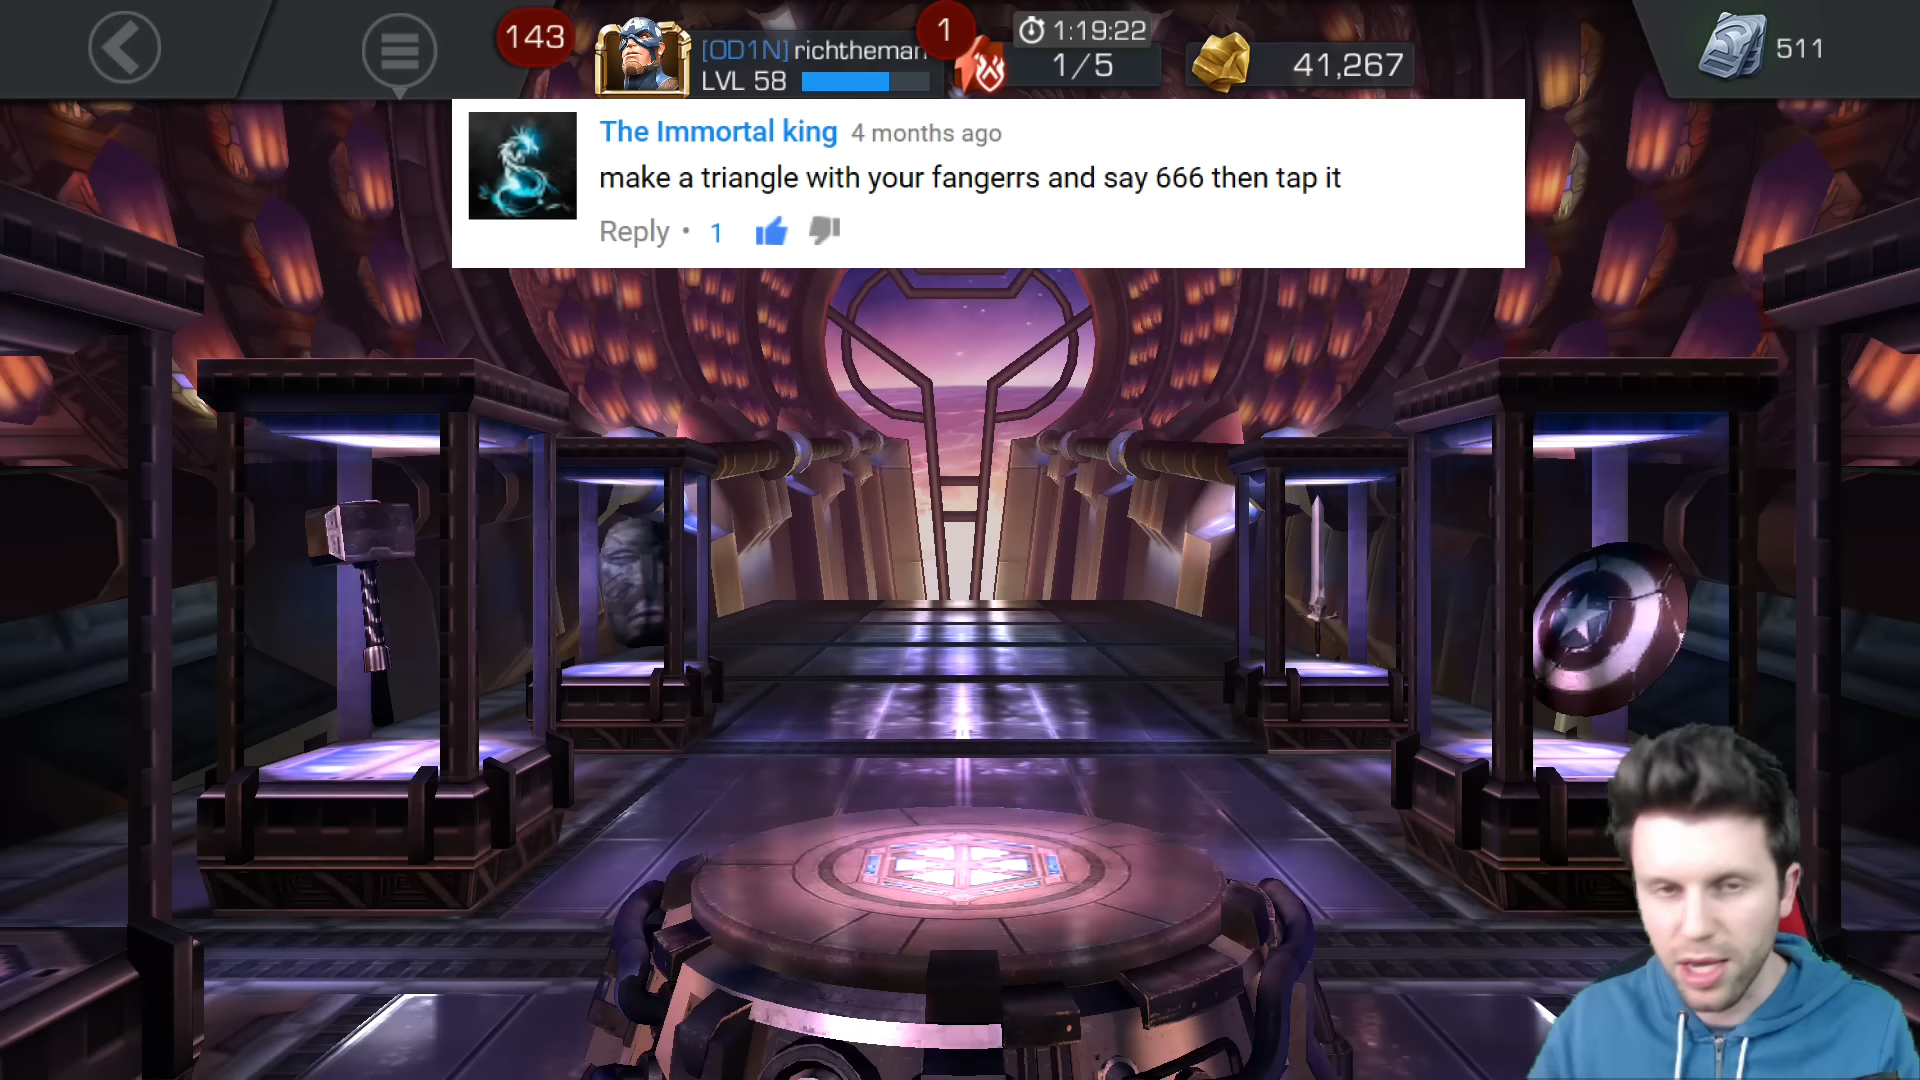 143
[OD1N] richtheman
LVL 58
1
1:19:22
1/5
41,267
511
The Immortal king 4 months ago
make a triangle with your fangerrs and say 666 then tap it
Reply • 1